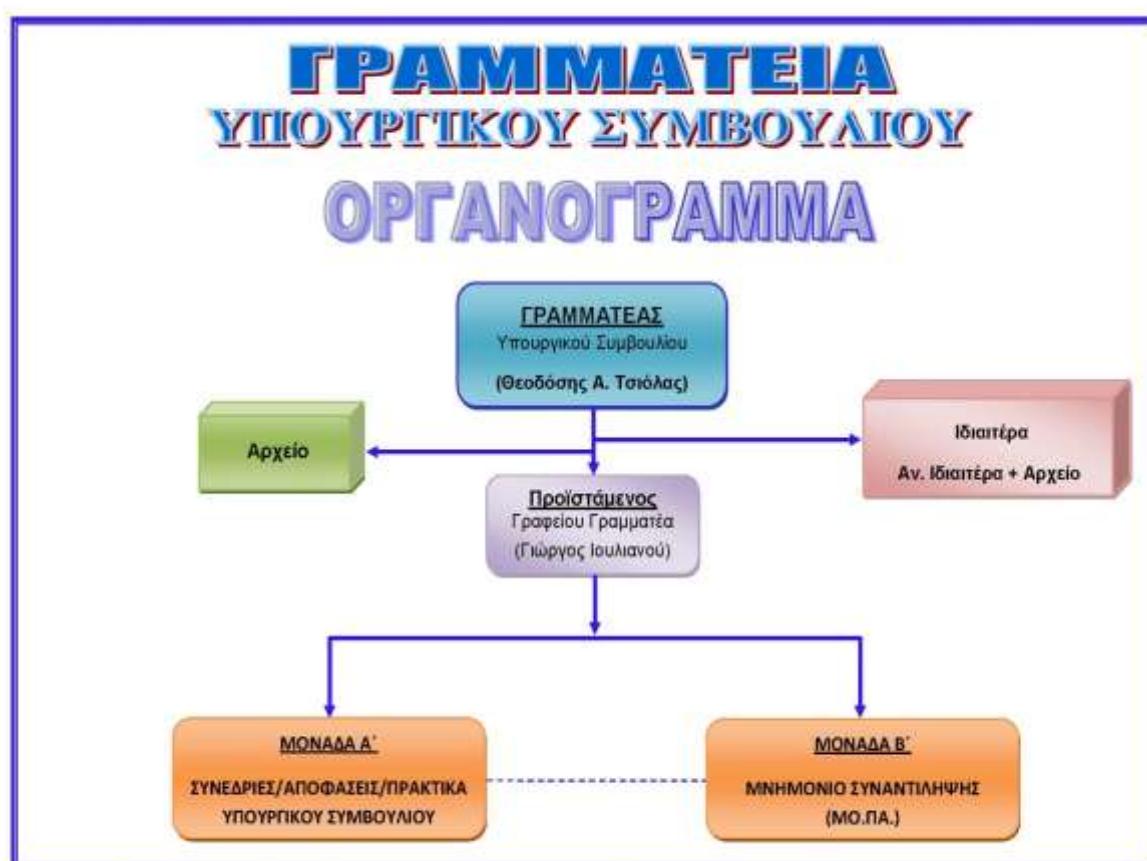 ΓΡΑΜΜΑΤΕΙΑ
ΥΠΟΥΡΓΙΚΟΥ ΣΥΜΒΟΥΛΙΟΥ
ΟΡΓΑΝΟΓΡΑΜΜΑ
ΓΡΑΜΜΑΤΕΑΣ
Υπουργικού Συμβουλίου
(Θεοδόσης Α. Τσιόλας)
Αρχείο
Ιδιαιτέρα
Αν. Ιδιαιτέρα + Αρχείο
Προϊστάμενος
Γραφείου Γραμματέα
(Γιώργος Ιουλιανού)
ΜΟΝΑΔΑ Α΄
ΣΥΝΕΔΡΙΕΣ/ΑΠΟΦΑΣΕΙΣ/ΠΡΑΚΤΙΚΑ
ΥΠΟΥΡΓΙΚΟΥ ΣΥΜΒΟΥΛΙΟΥ
ΜΟΝΑΔΑ Β΄
ΜΝΗΜΟΝΙΟ ΣΥΝΑΝΤΙΛΗΨΗΣ
(ΜΟ.ΠΑ.)